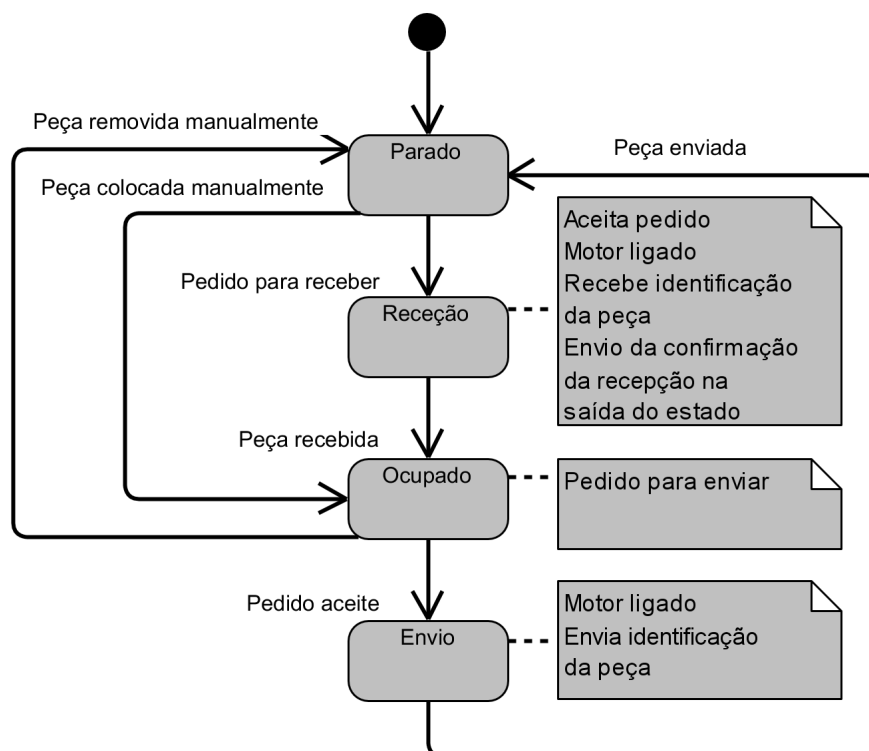 Peça removida manualmente
Parado
Peça enviada
Peça colocada manualmente
Aceita pedido
Motor ligado
Recebe identificação
da peça
Envio da confirmação
da recepção na
saída do estado
Pedido para receber
Receção
Peça recebida
Ocupado
Pedido para enviar
Pedido aceite
Envio
Motor ligado
Envia identificação
da peça